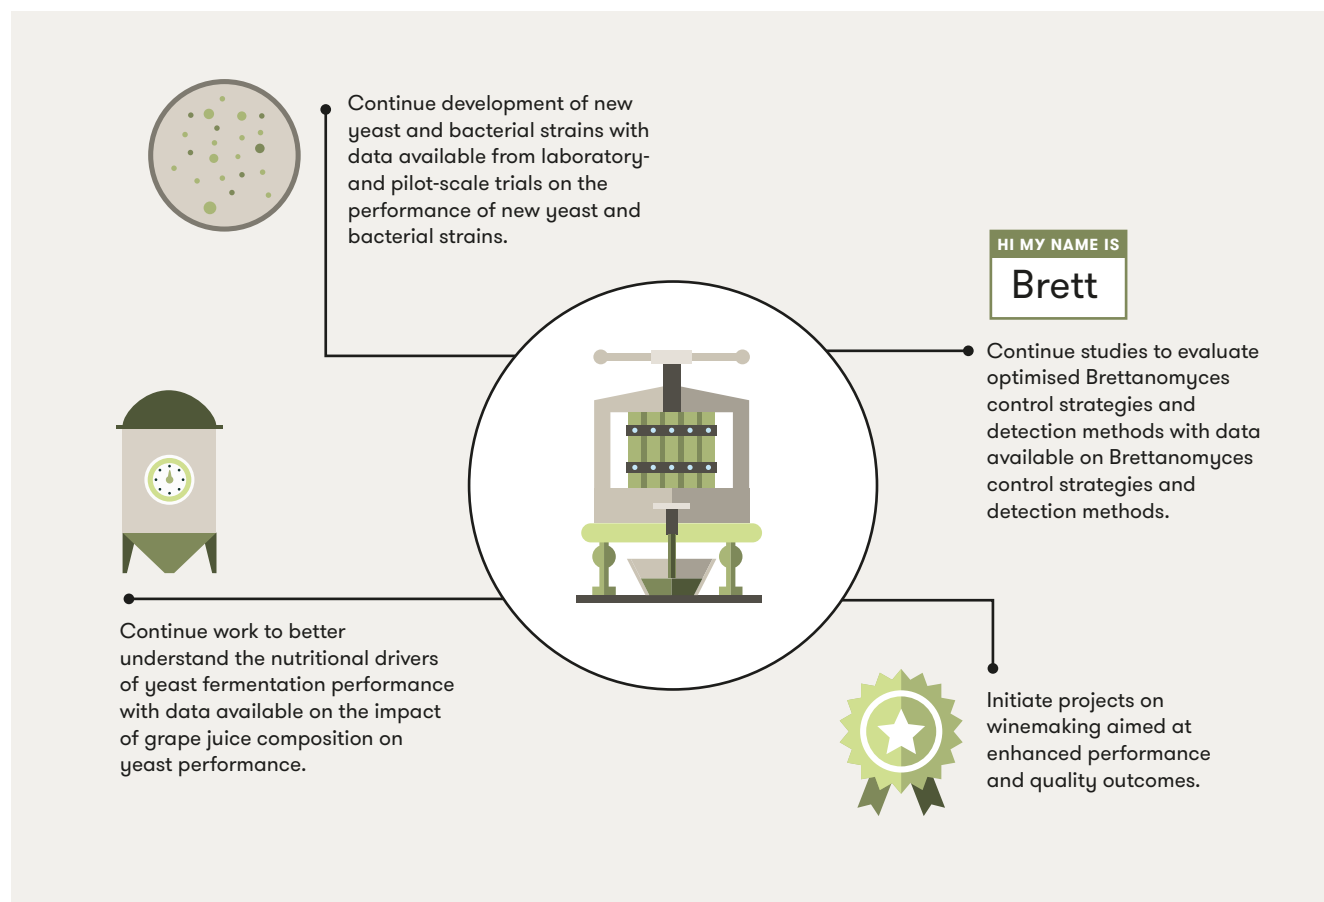 Continue development of new
yeast and bacterial strains with
data available from laboratory-
and pilot-scale trials on the
performance of new yeast and
bacterial strains.
HI MY NAME IS
Brett
Continue studies to evaluate
optimised Brettanomyces
control strategies and
detection methods with data
available on Brettanomyces
control strategies and
detection methods.
Continue work to better
understand the nutritional drivers
of yeast fermentation performance
with data available on the impact
of grape juice composition on
yeast performance.
Initiate projects on
winemaking aimed at
enhanced performance
and quality outcomes.